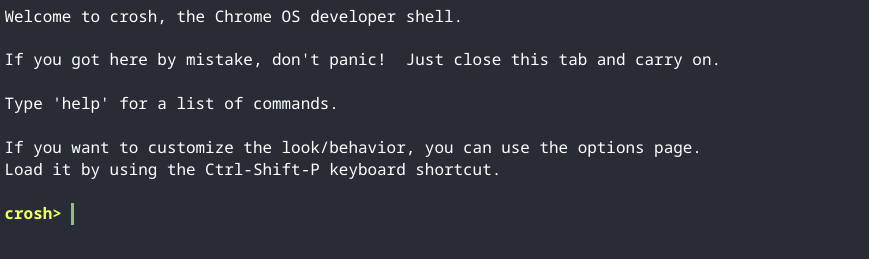 Welcome to crosh, the Chrome OS developer shell.
If you got here by mistake, don't panic!  Just close this tab and carry on.
Type 'help' for a list of commands.
If you want to customize the look/behavior, you can use the options page.
Load it by using the Ctrl-Shift-P keyboard shortcut.
crosh>